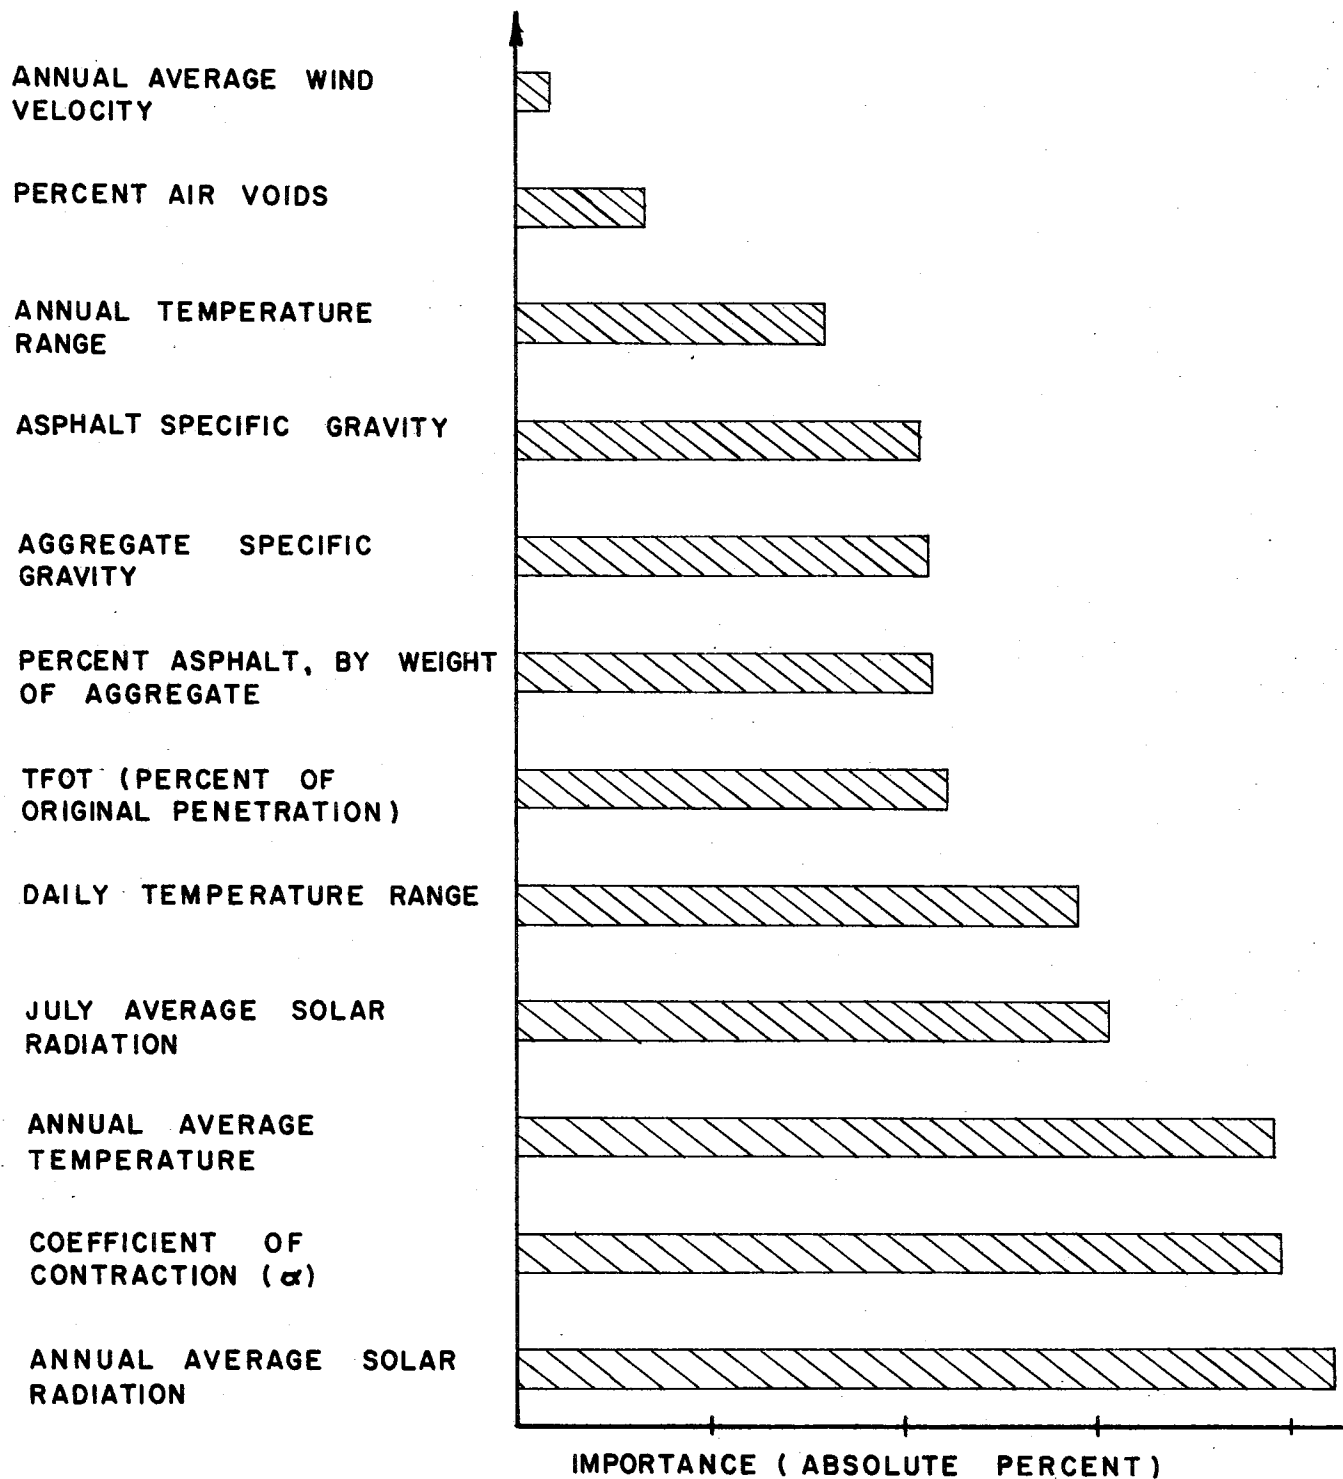 ANNUAL AVERAGE WIND
VELOCITY
PERCENT AIR VOIDS
ANNUAL TEMPERATURE
RANGE
ASPHALT SPECIFIC GRAVITY
AGGREGATE SPECIFIC
GRAVITY
PERCENT ASPHALT, BY WEIGHT
OF AGGREGATE
TFOT (PERCENT OF
ORIGINAL PENETRATION)
DAILY TEMPERATURE RANGE
JULY AVERAGE SOLAR
RADIATION
ANNUAL AVERAGE
TEMPERATURE
COEFFICIENT OF
CONTRACTION (α)
ANNUAL AVERAGE SOLAR
RADIATION
IMPORTANCE (ABSOLUTE PERCENT)